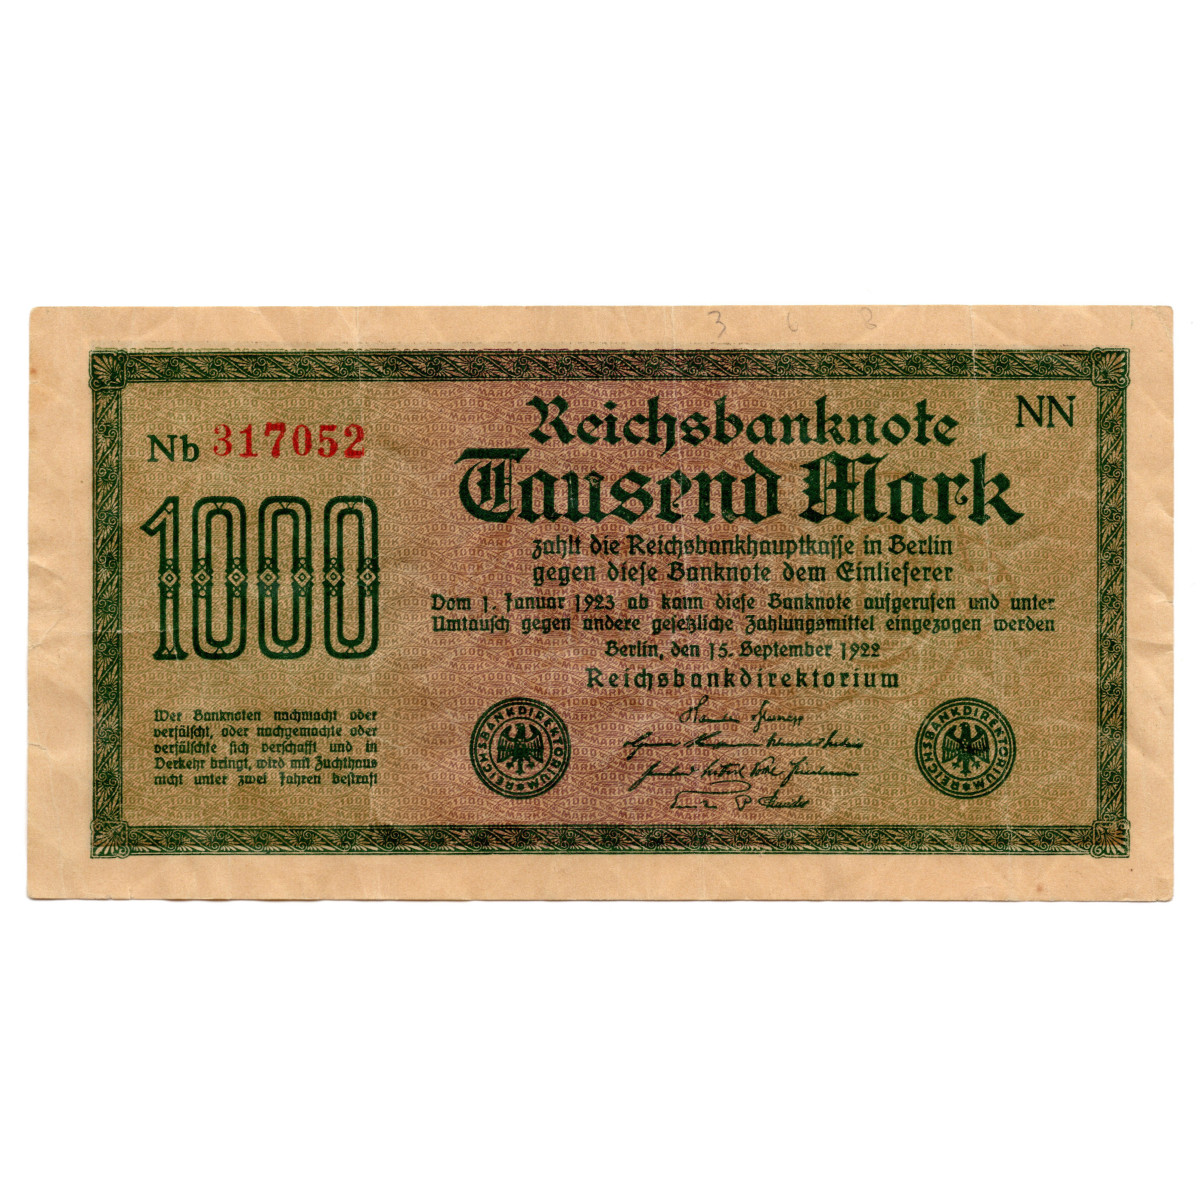 3 6 8
Nb 317052
NN
1000
Reichsbanknote
Tausend Mark
zahlt die Reichsbankhauptkasse in Berlin
gegen diese Banknote dem Einlieferer
Vom 1. Januar 1923 ab kann diese Banknote aufgerufen und unter
Umtausch gegen andere gesetzliche Zahlungsmittel eingezogen werden
Berlin, den 15. September 1922
Reichsbankdirektorium
Wer Banknoten nachmacht oder
verfälscht, oder nachgemachte oder
verfälschte sich verschafft und in
Verkehr bringt, wird mit Zuchthaus
nicht unter zwei Jahren bestraft
REICHSBANKDIREKTORIUM
REICHSBANKDIREKTORIUM